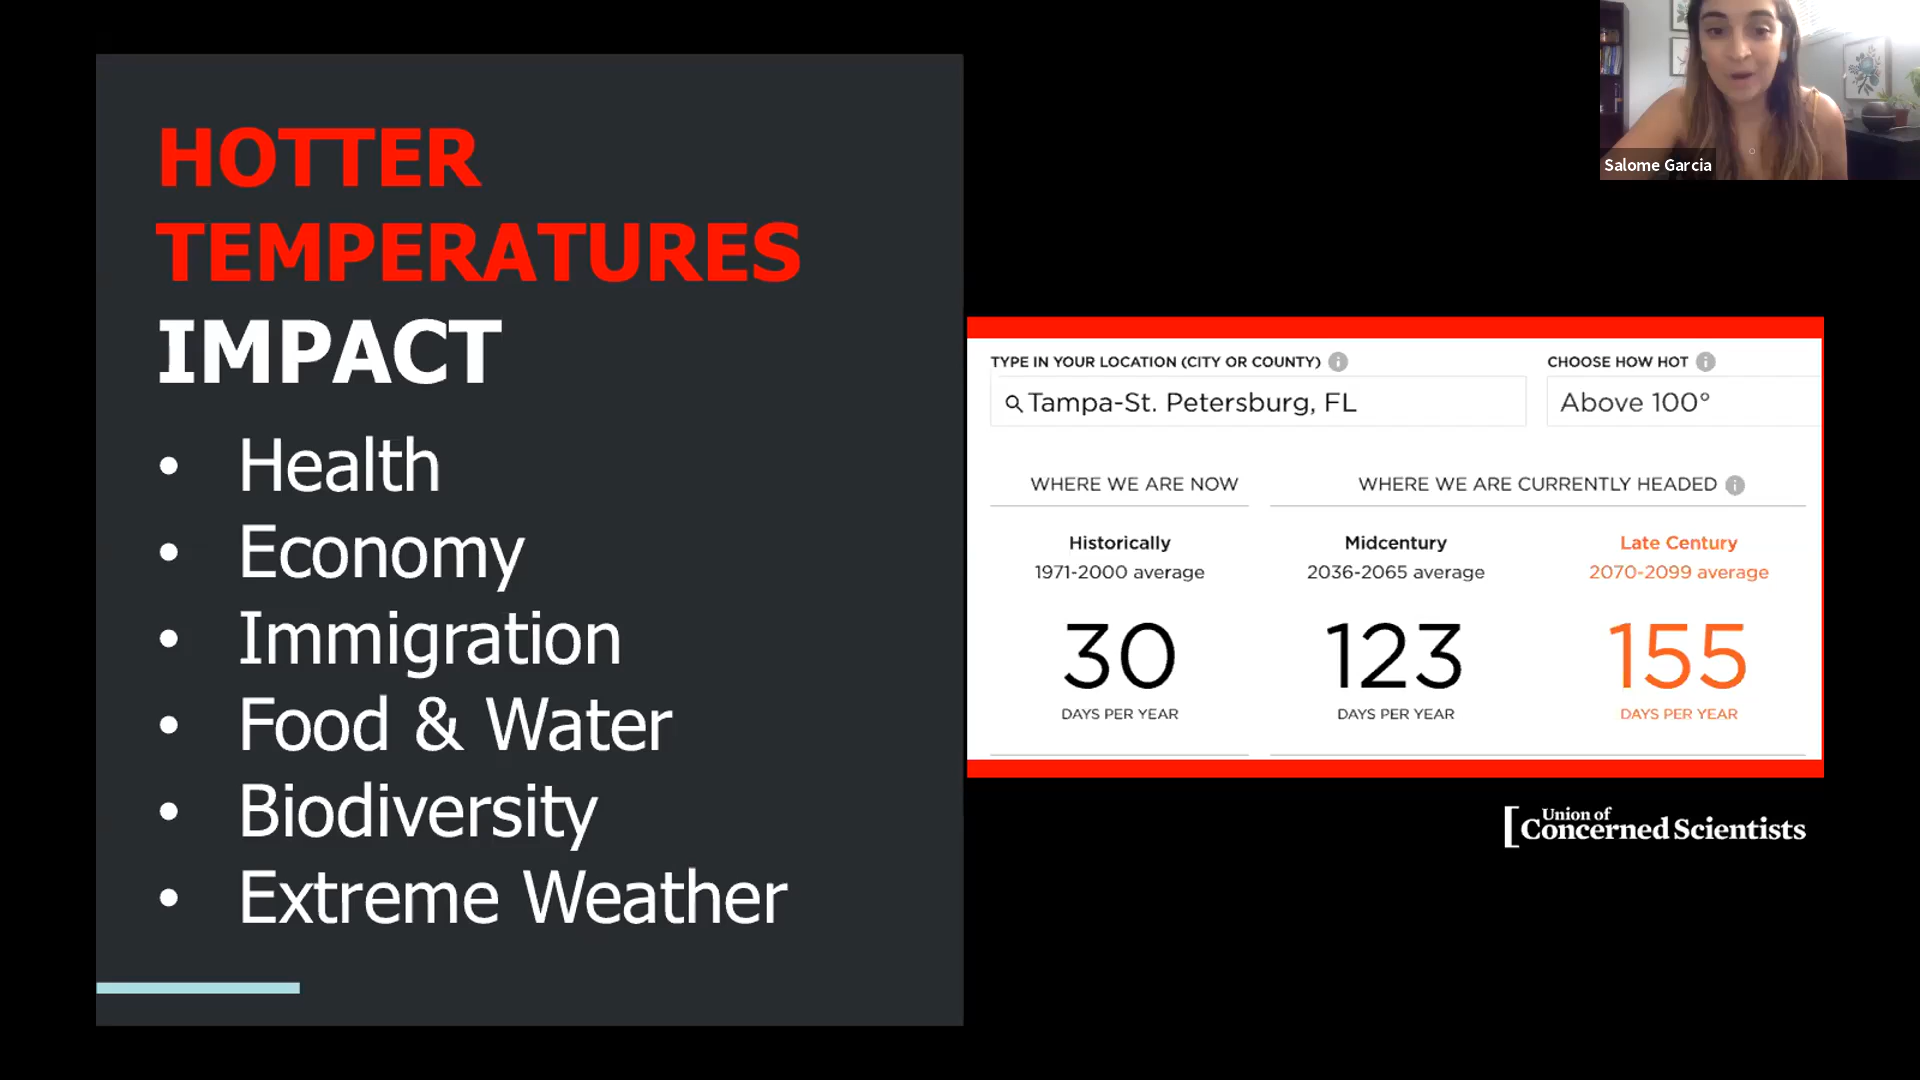 HOTTER
TEMPERATURES
IMPACT
• Health
• Economy
• Immigration
• Food & Water
• Biodiversity
• Extreme Weather
Salome Garcia
TYPE IN YOUR LOCATION (CITY OR COUNTY) i
Tampa-St. Petersburg, FL
CHOOSE HOW HOT i
Above 100°
WHERE WE ARE NOW
Historically
1971-2000 average
30
DAYS PER YEAR
WHERE WE ARE CURRENTLY HEADED i
Midcentury
2036-2065 average
123
DAYS PER YEAR
Late Century
2070-2099 average
155
DAYS PER YEAR
Union of
Concerned Scientists